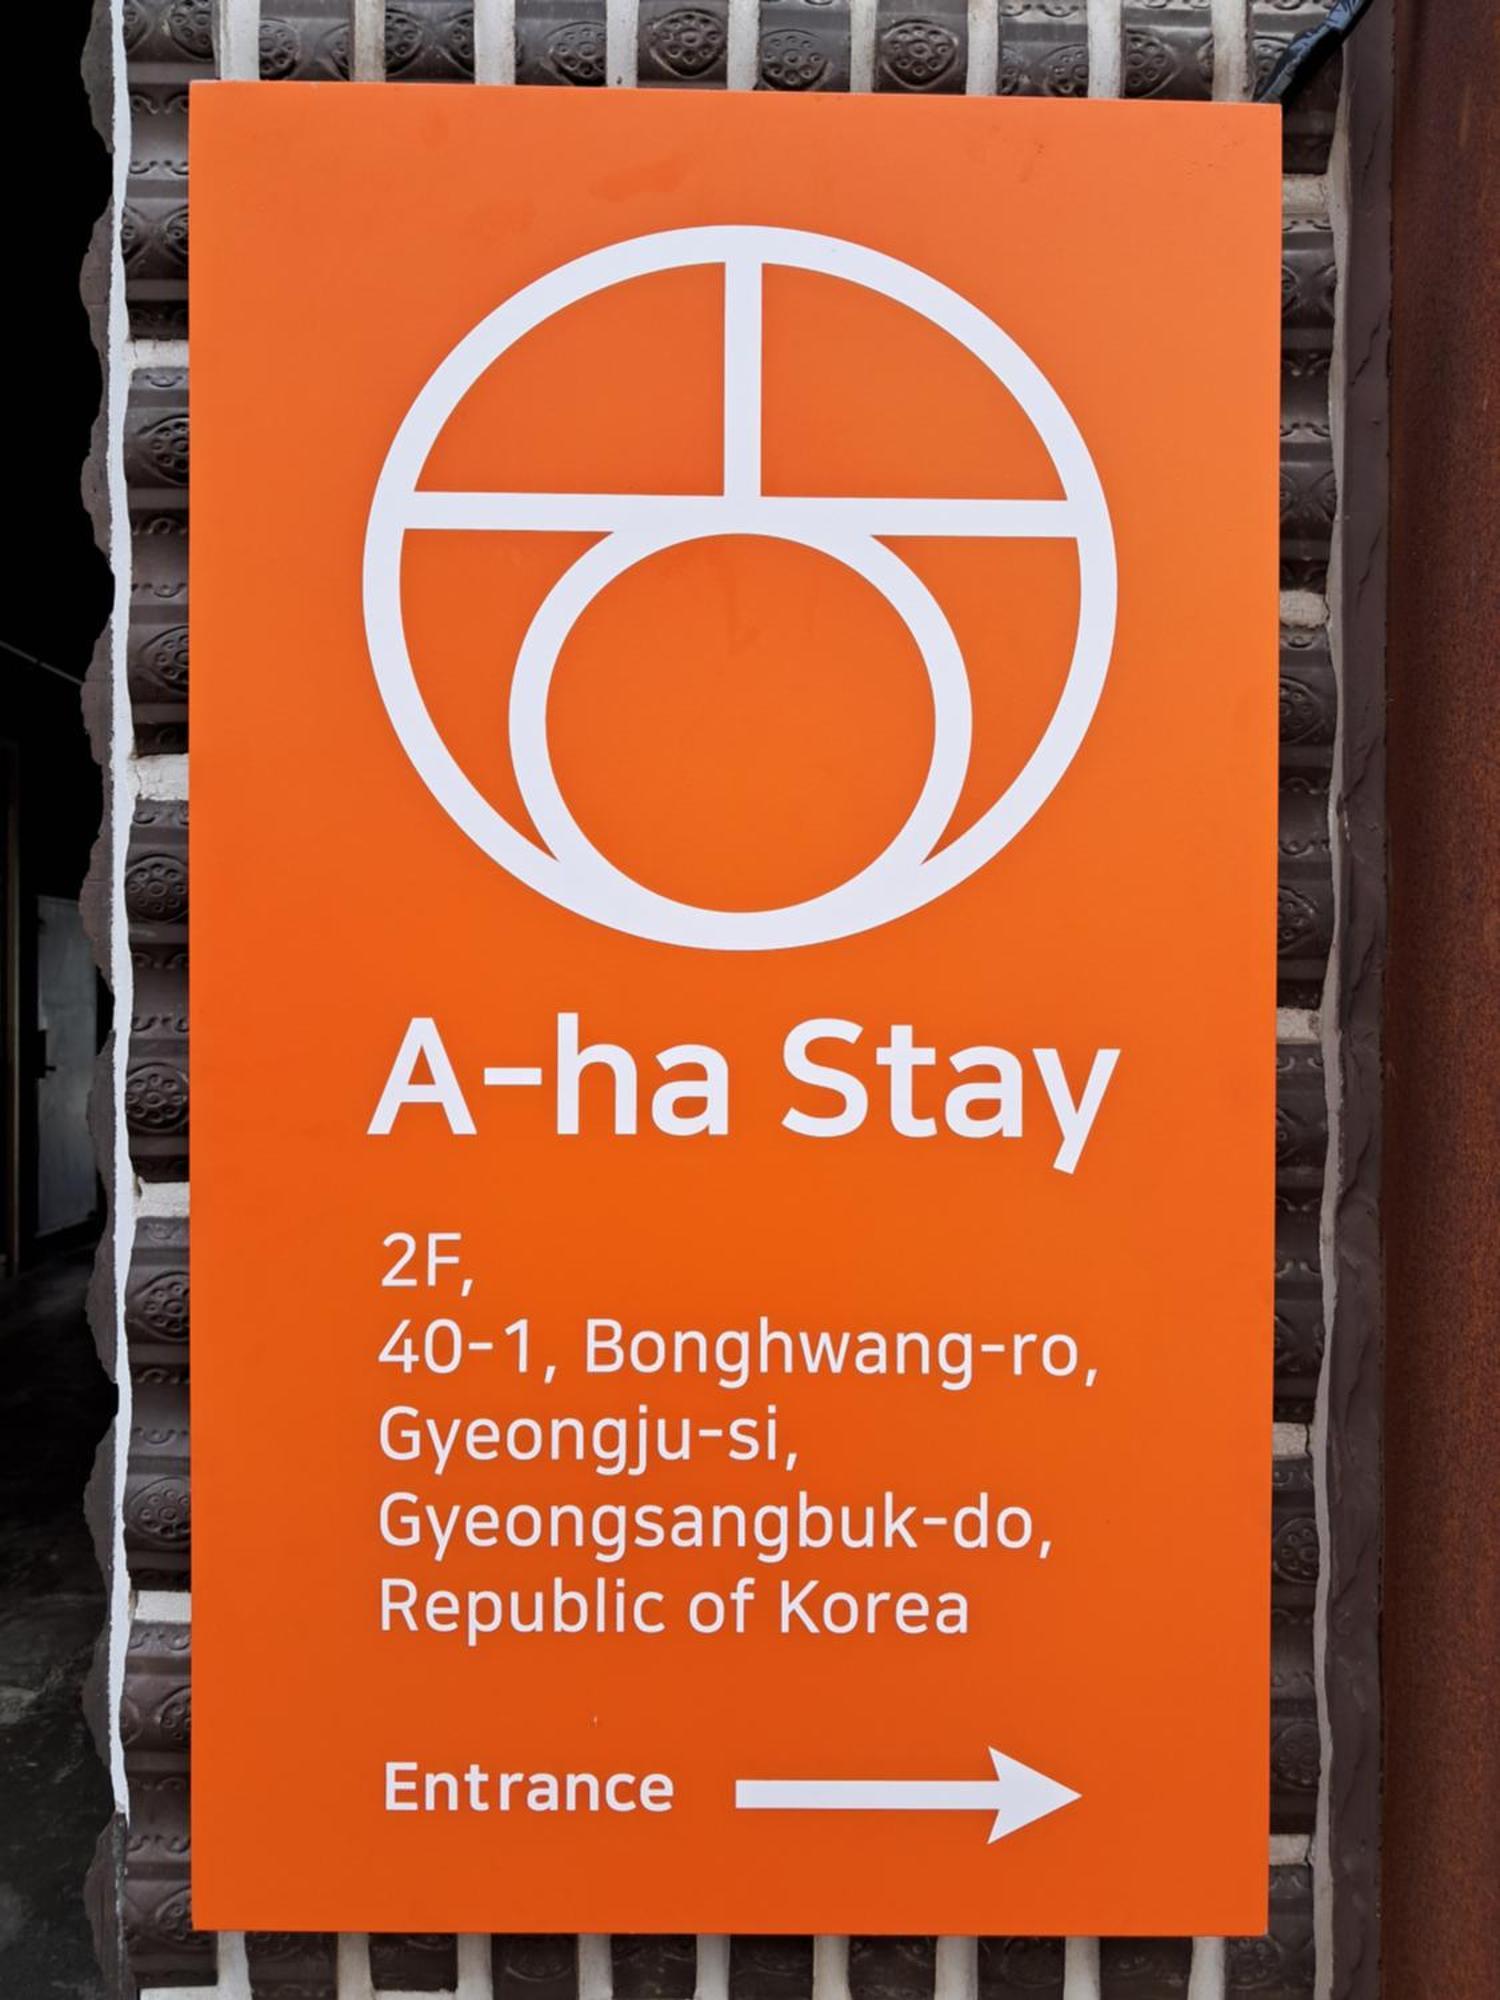 A-ha Stay
2F,
40-1, Bonghwang-ro,
Gyeongju-si,
Gyeongsangbuk-do,
Republic of Korea
Entrance